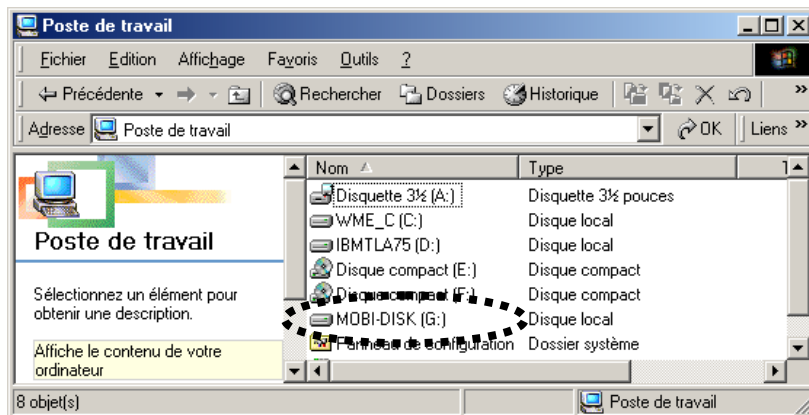 Poste de travail
Fichier Edition Affichage Favoris Outils ?
Précédente Rechercher Dossiers Historique »
Adresse Poste de travail OK Liens »
Nom Type
Disquette 3½ (A:) Disquette 3½ pouces
WME_C (C:) Disque local
IBMTLA75 (D:) Disque local
Disque compact (E:) Disque compact
Disque compact (F:) Disque compact
MOBI-DISK (G:) Disque local
Panneau de configuration Dossier système
Poste de travail
Sélectionnez un élément pour
obtenir une description.
Affiche le contenu de votre
ordinateur
8 objet(s) Poste de travail